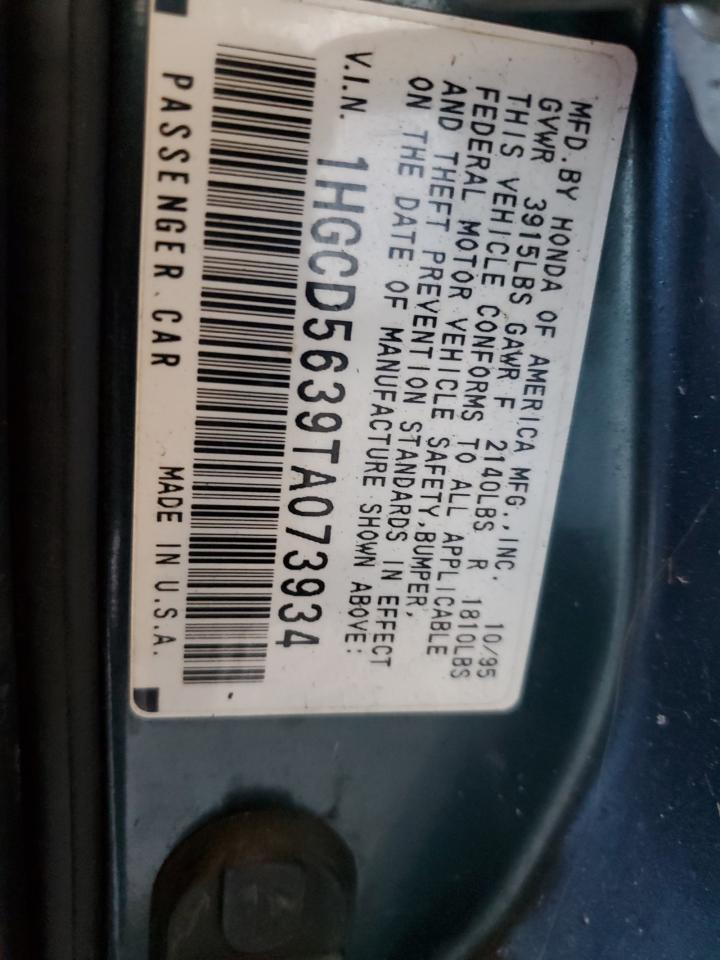 MFD. BY HONDA OF AMERICA MFG., INC. 10/95
GVWR 3915LBS GAWR F 2140LBS R 1810LBS
THIS VEHICLE CONFORMS TO ALL APPLICABLE
FEDERAL MOTOR VEHICLE SAFETY, BUMPER,
AND THEFT PREVENTION STANDARDS IN EFFECT
ON THE DATE OF MANUFACTURE SHOWN ABOVE:
V.I.N. 1HGCD5639TA073934
PASSENGER CAR MADE IN U.S.A.